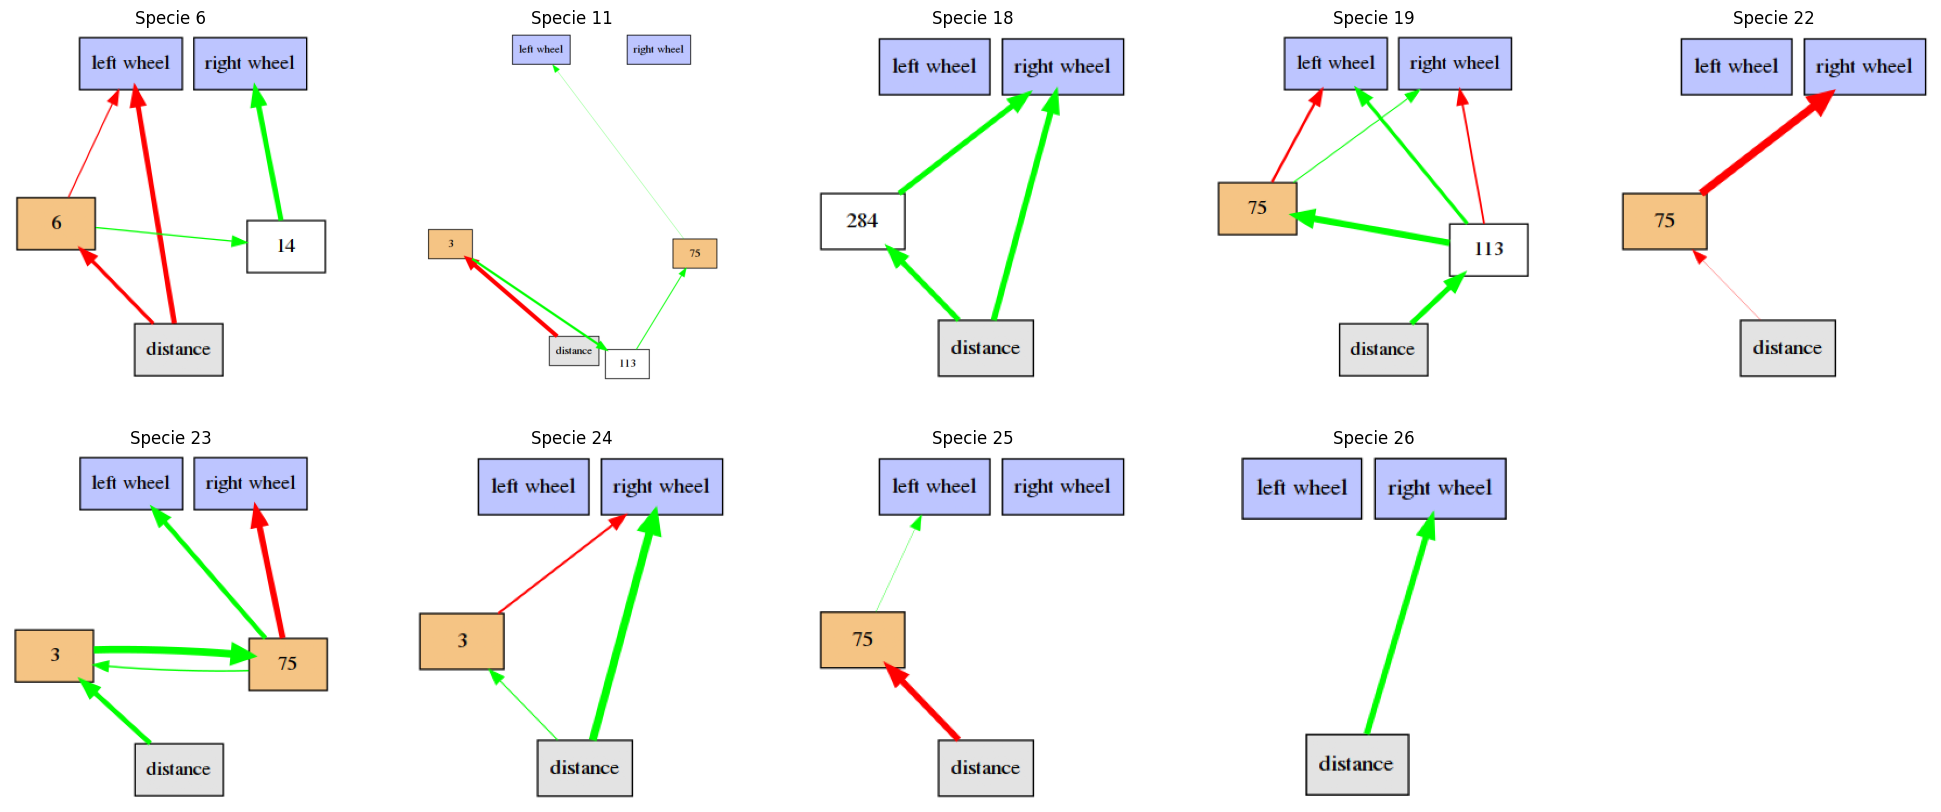 Specie 6
left wheel
right wheel
6
14
distance
Specie 11
left wheel
right wheel
3
75
distance
113
Specie 18
left wheel
right wheel
284
distance
Specie 19
left wheel
right wheel
75
113
distance
Specie 22
left wheel
right wheel
75
distance
Specie 23
left wheel
right wheel
3
75
distance
Specie 24
left wheel
right wheel
3
distance
Specie 25
left wheel
right wheel
75
distance
Specie 26
left wheel
right wheel
distance